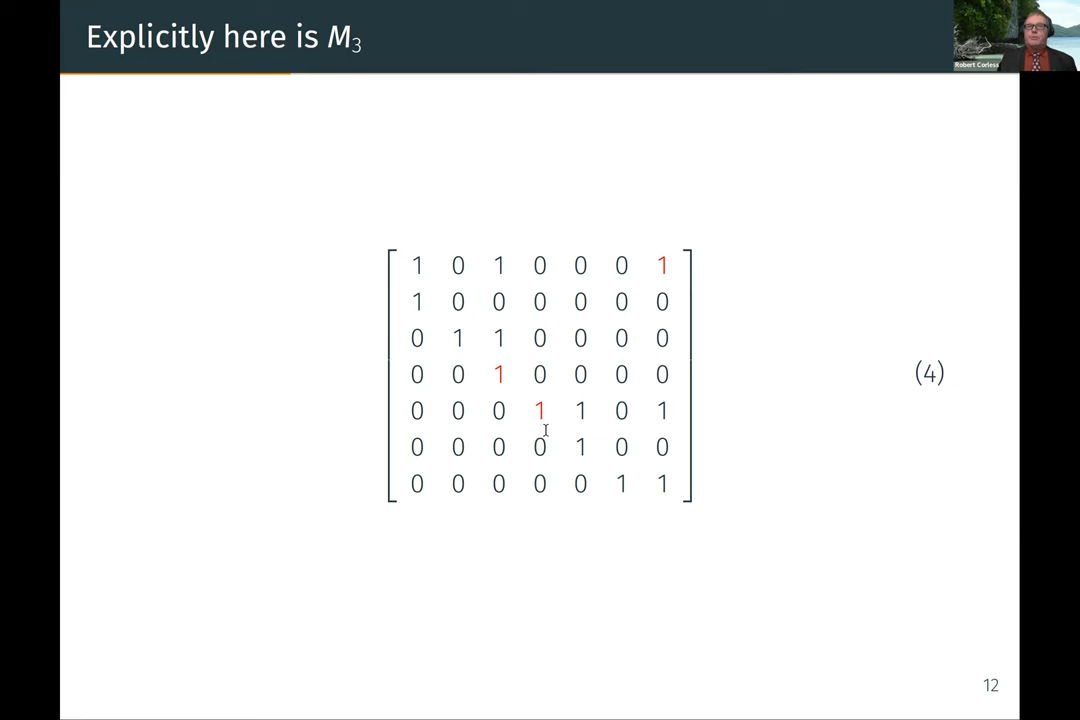 Explicitly here is M₃
Robert Corless
1 0 1 0 0 0 1
1 0 0 0 0 0 0
0 1 1 0 0 0 0
0 0 1 0 0 0 0
0 0 0 1 1 0 1
0 0 0 0 1 0 0
0 0 0 0 0 1 1
(4)
12